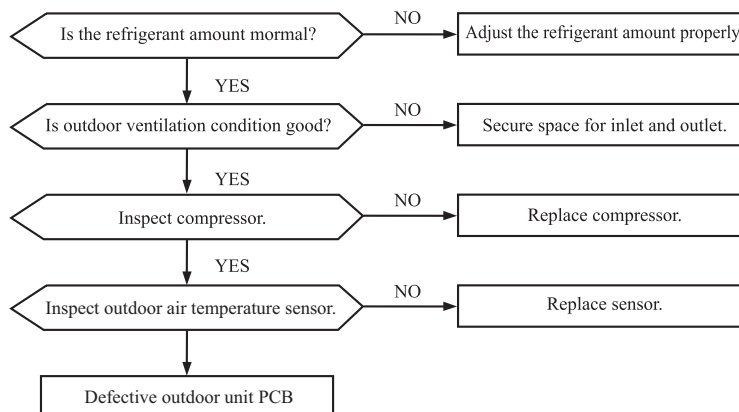 Is the refrigerant amount mormal?
NO
Adjust the refrigerant amount properly
YES
Is outdoor ventilation condition good?
NO
Secure space for inlet and outlet.
YES
Inspect compressor.
NO
Replace compressor.
YES
Inspect outdoor air temperature sensor.
NO
Replace sensor.
Defective outdoor unit PCB